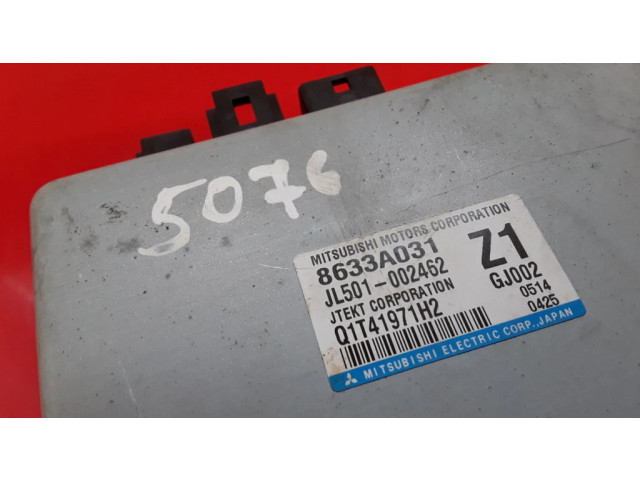 5076
MITSUBISHI MOTORS CORPORATION
8633A031 Z1
JL501-002462 GJ002
JTEKT CORPORATION 0514
Q1T41971H2 0425
MITSUBISHI ELECTRIC CORP., JAPAN